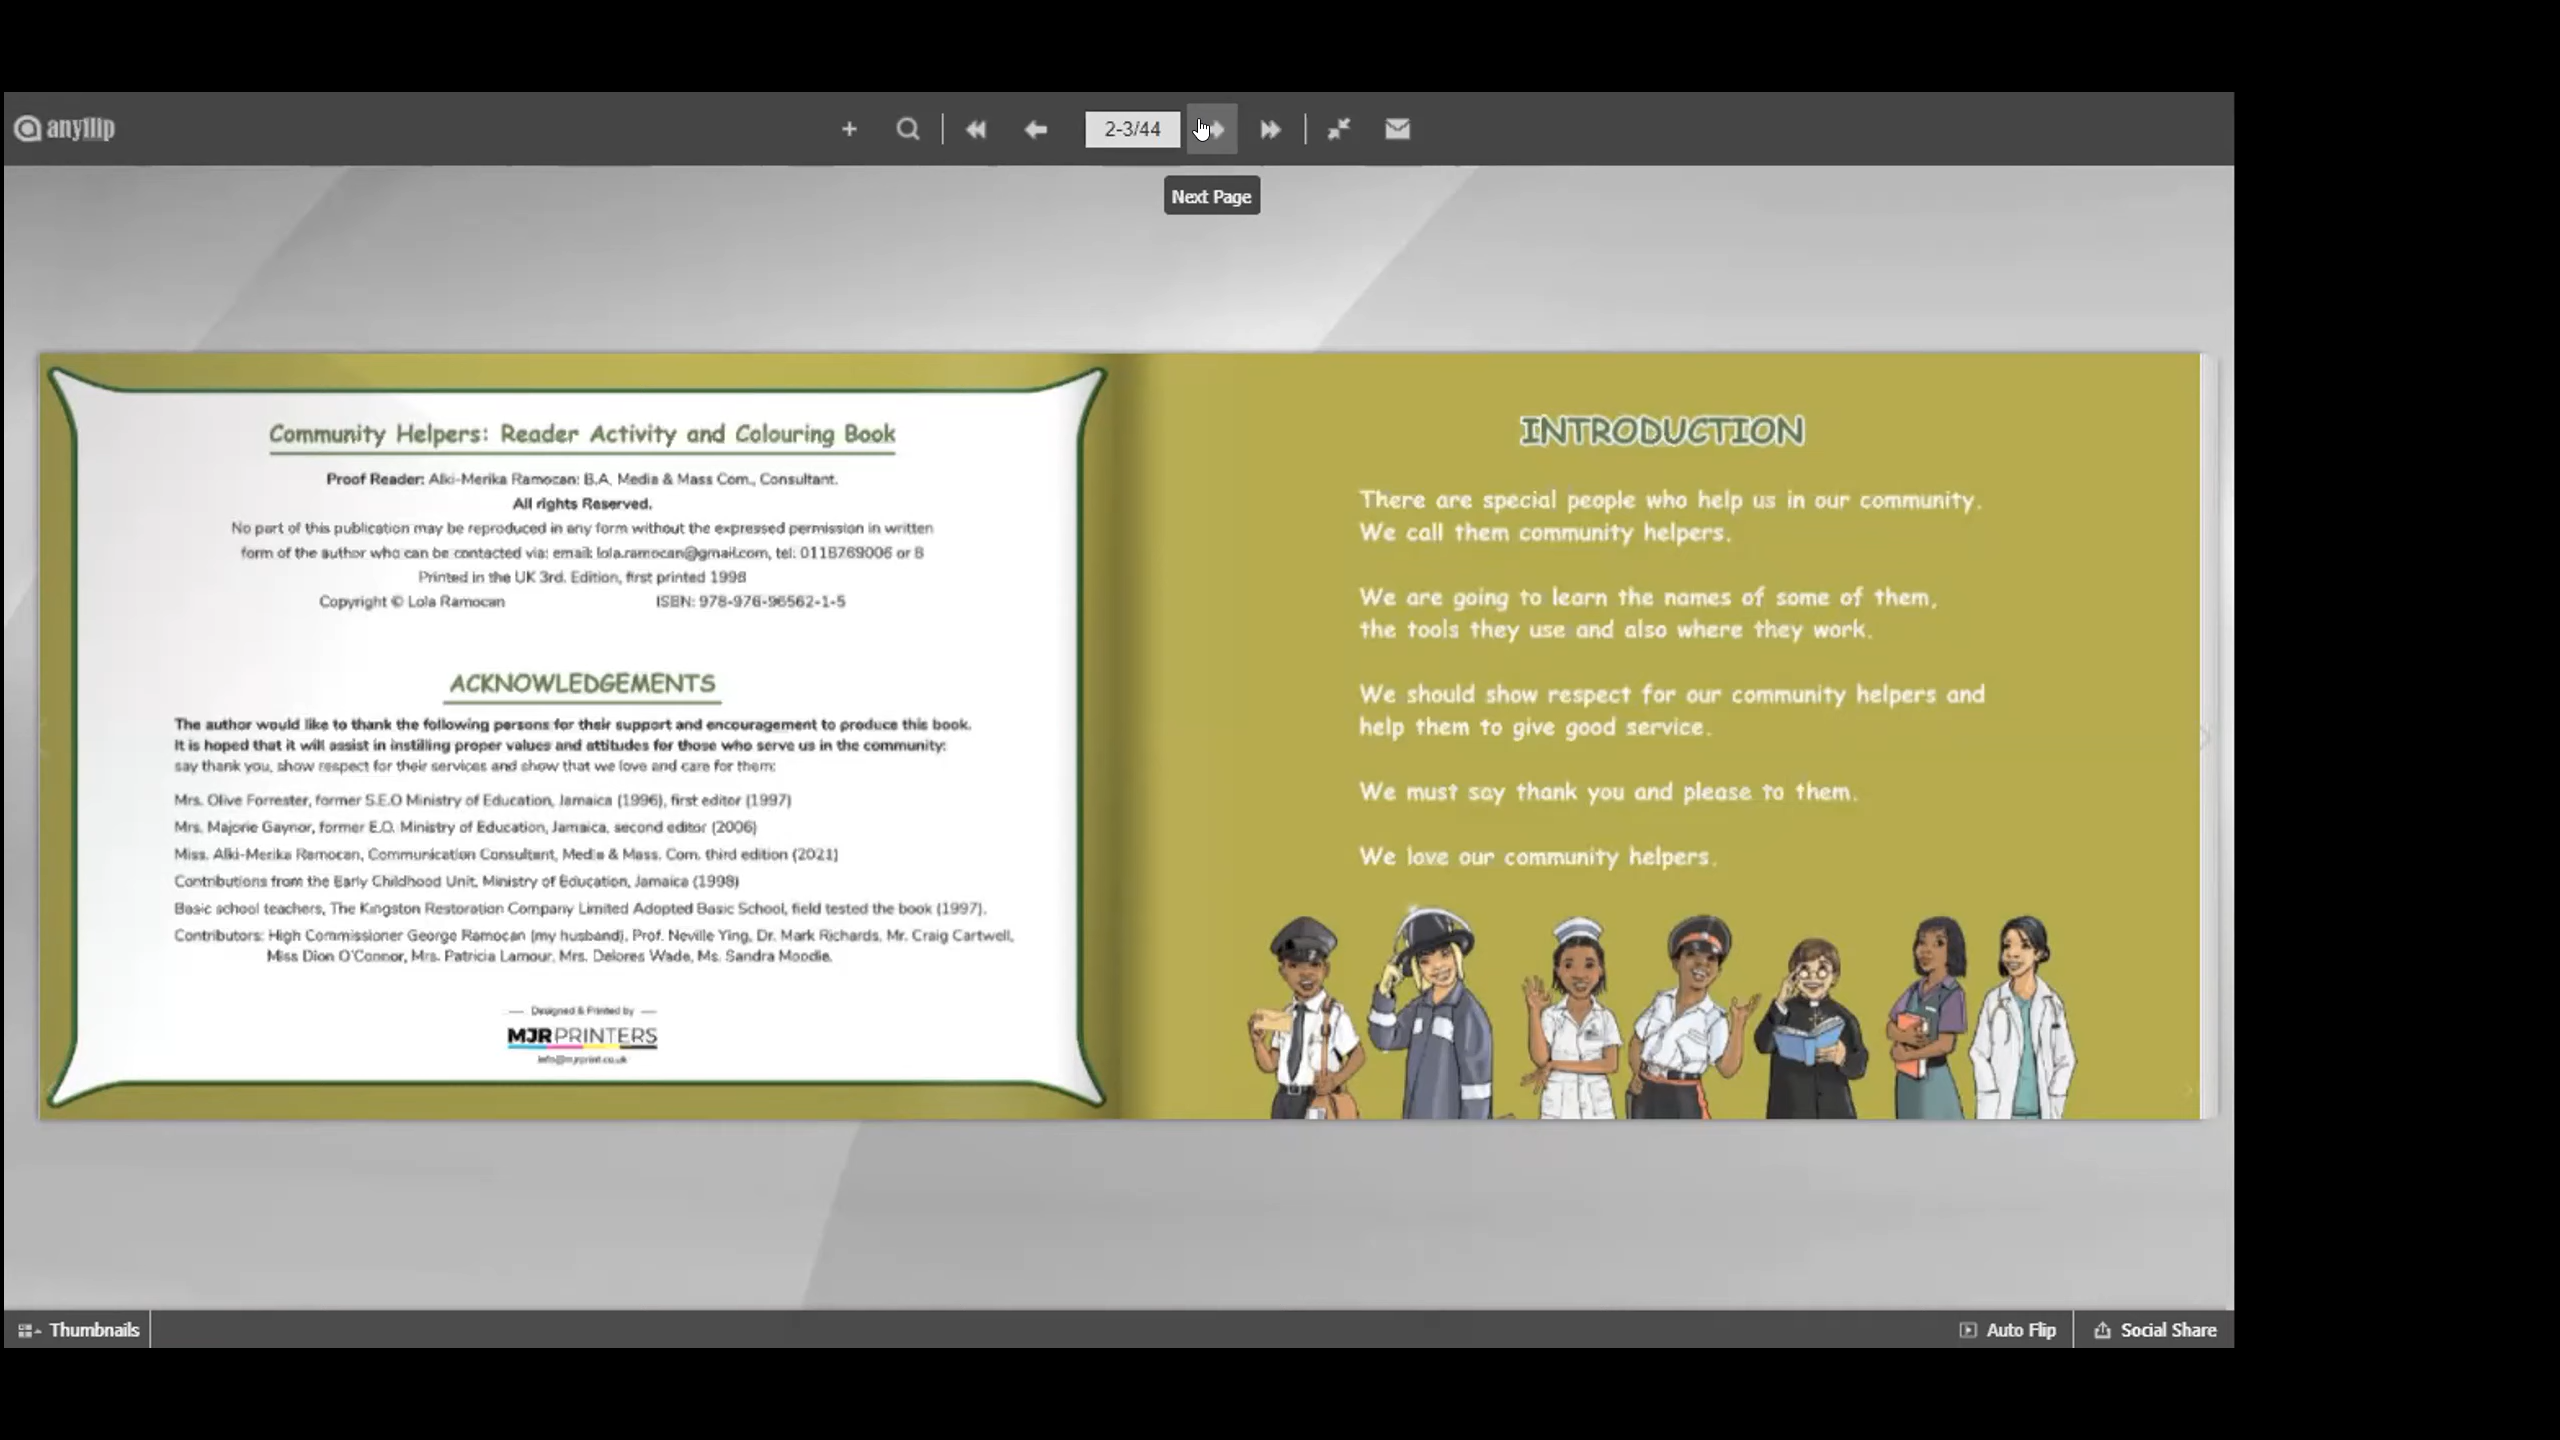 anyflip
2-3/44
Next Page
Community Helpers: Reader Activity and Colouring Book
Proof Reader: Alki-Merika Ramocan: B.A. Media & Mass Com., Consultant.
All rights Reserved.
No part of this publication may be reproduced in any form without the expressed permission in written
form of the author who can be contacted via: email: lola.ramocan@gmail.com, tel: 0118769006 or 8
Printed in the UK 3rd. Edition, first printed 1998
Copyright © Lola Ramocan ISBN: 978-976-96562-1-5
ACKNOWLEDGEMENTS
The author would like to thank the following persons for their support and encouragement to produce this book.
It is hoped that it will assist in instilling proper values and attitudes for those who serve us in the community:
say thank you, show respect for their services and show that we love and care for them:
Mrs. Olive Forrester, former S.E.O Ministry of Education, Jamaica (1996), first editor (1997)
Mrs. Majorie Gaynor, former E.O. Ministry of Education, Jamaica, second editor (2006)
Miss. Alki-Merika Ramocan, Communication Consultant, Media & Mass. Com. third edition (2021)
Contributions from the Early Childhood Unit, Ministry of Education, Jamaica (1998)
Basic school teachers, The Kingston Restoration Company Limited Adopted Basic School, field tested the book (1997).
Contributors: High Commissioner George Ramocan (my husband), Prof. Neville Ying, Dr. Mark Richards, Mr. Craig Cartwell,
Miss Dion O'Connor, Mrs. Patricia Lamour, Mrs. Delores Wade, Ms. Sandra Moodie.
Designed & Printed by
MJR PRINTERS
info@mjrprint.co.uk
INTRODUCTION
There are special people who help us in our community.
We call them community helpers.
We are going to learn the names of some of them,
the tools they use and also where they work.
We should show respect for our community helpers and
help them to give good service.
We must say thank you and please to them.
We love our community helpers.
Thumbnails
Auto Flip
Social Share